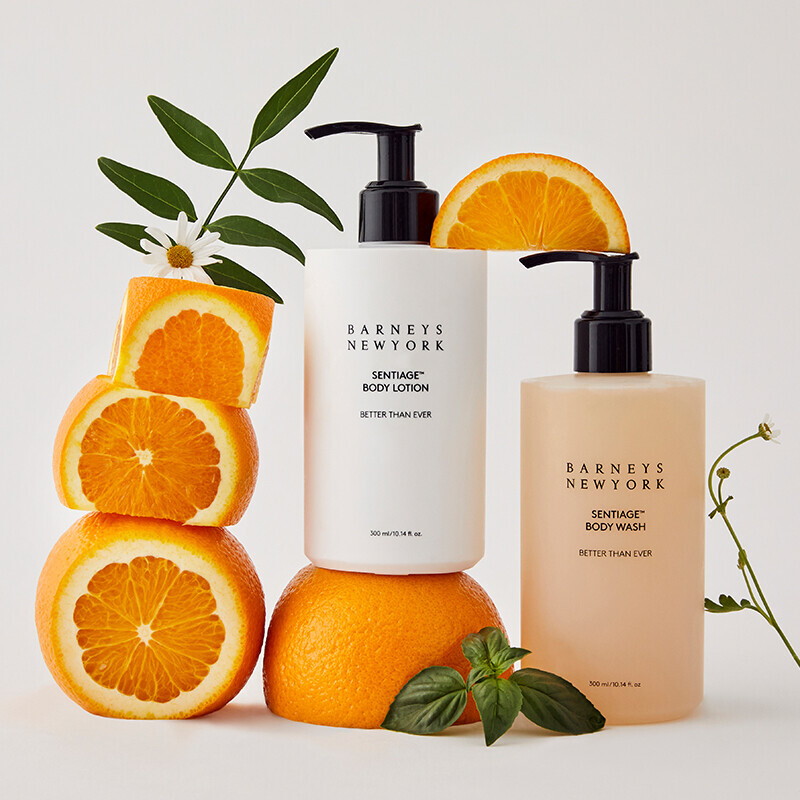 BARNEYS
NEWYORK
SENTIAGE™
BODY LOTION
BETTER THAN EVER
300 ml/10.14 fl. oz.
BARNEYS
NEWYORK
SENTIAGE™
BODY WASH
BETTER THAN EVER
300 ml/10.14 fl. oz